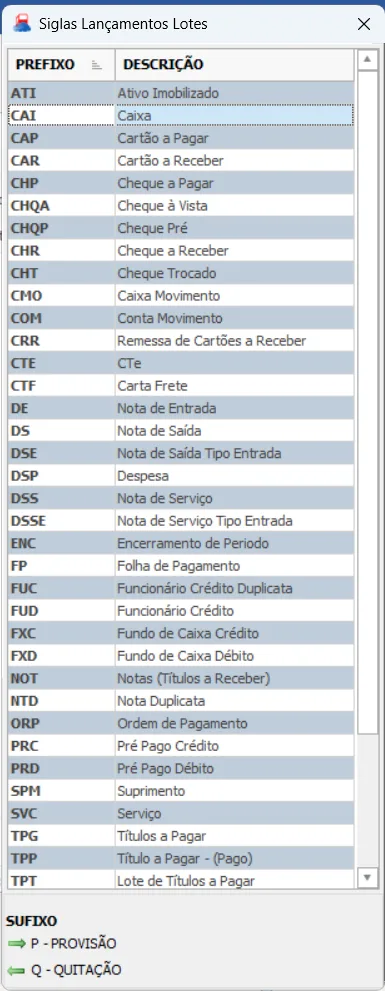 Siglas Lançamentos Lotes
PREFIXO DESCRIÇÃO
ATI Ativo Imobilizado
CAI Caixa
CAP Cartão a Pagar
CAR Cartão a Receber
CHP Cheque a Pagar
CHQA Cheque à Vista
CHQP Cheque Pré
CHR Cheque a Receber
CHT Cheque Trocado
CMO Caixa Movimento
COM Conta Movimento
CRR Remessa de Cartões a Receber
CTE CTe
CTF Carta Frete
DE Nota de Entrada
DS Nota de Saída
DSE Nota de Saída Tipo Entrada
DSP Despesa
DSS Nota de Serviço
DSSE Nota de Serviço Tipo Entrada
ENC Encerramento de Periodo
FP Folha de Pagamento
FUC Funcionário Crédito Duplicata
FUD Funcionário Crédito
FXC Fundo de Caixa Crédito
FXD Fundo de Caixa Débito
NOT Notas (Títulos a Receber)
NTD Nota Duplicata
ORP Ordem de Pagamento
PRC Pré Pago Crédito
PRD Pré Pago Débito
SPM Suprimento
SVC Serviço
TPG Títulos a Pagar
TPP Título a Pagar - (Pago)
TPT Lote de Títulos a Pagar
SUFIXO
P - PROVISÃO
Q - QUITAÇÃO